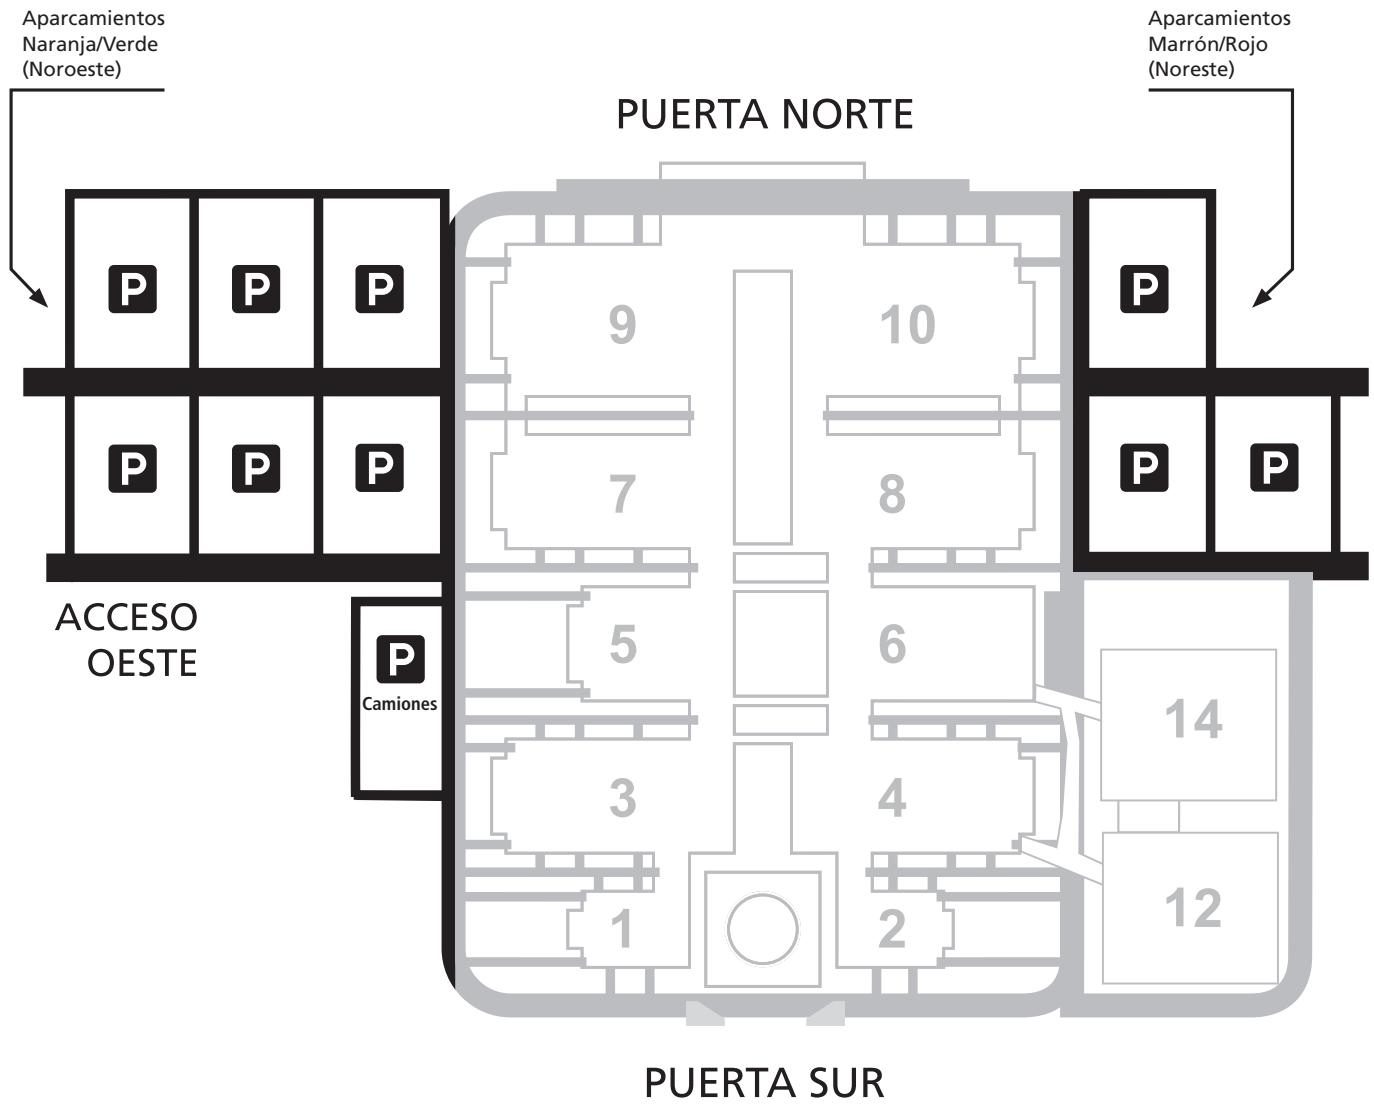 Aparcamientos
Naranja/Verde
(Noroeste)
Aparcamientos
Marrón/Rojo
(Noreste)
PUERTA NORTE
P
P
P
P
9
10
P
P
P
P
P
7
8
ACCESO
OESTE
P
Camiones
5
6
14
3
4
12
1
2
PUERTA SUR